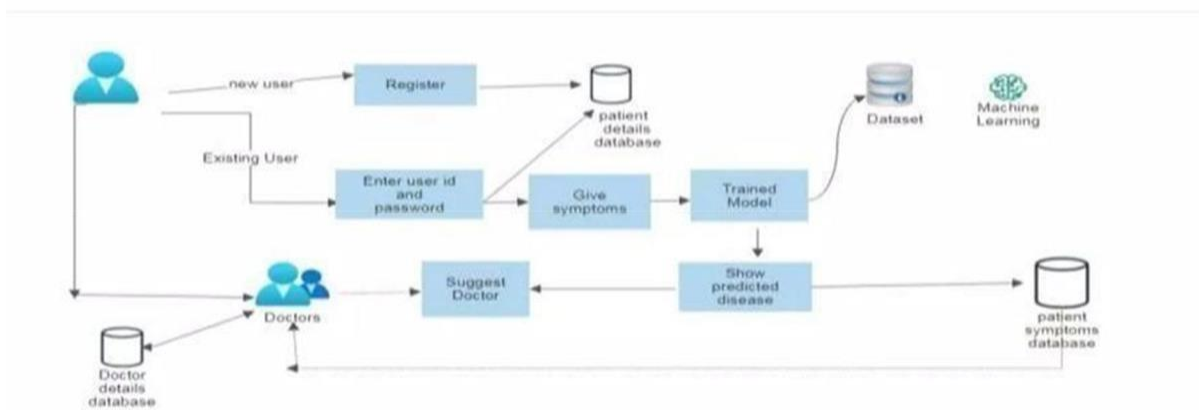 new user
Register
patient
details
database
Dataset
Machine
Learning
Existing User
Enter user id
and
password
Give
symptoms
Trained
Model
Suggest
Doctor
Show
predicted
disease
Doctors
patient
symptoms
database
Doctor
details
database